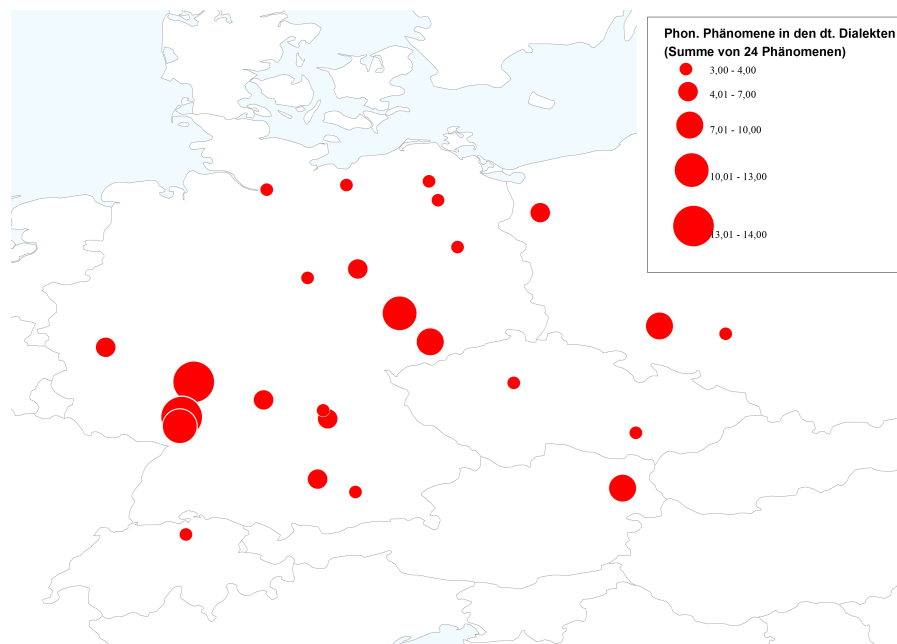 Phon. Phänomene in den dt. Dialekten
(Summe von 24 Phänomenen)
3,00 - 4,00
4,01 - 7,00
7,01 - 10,00
10,01 - 13,00
13,01 - 14,00